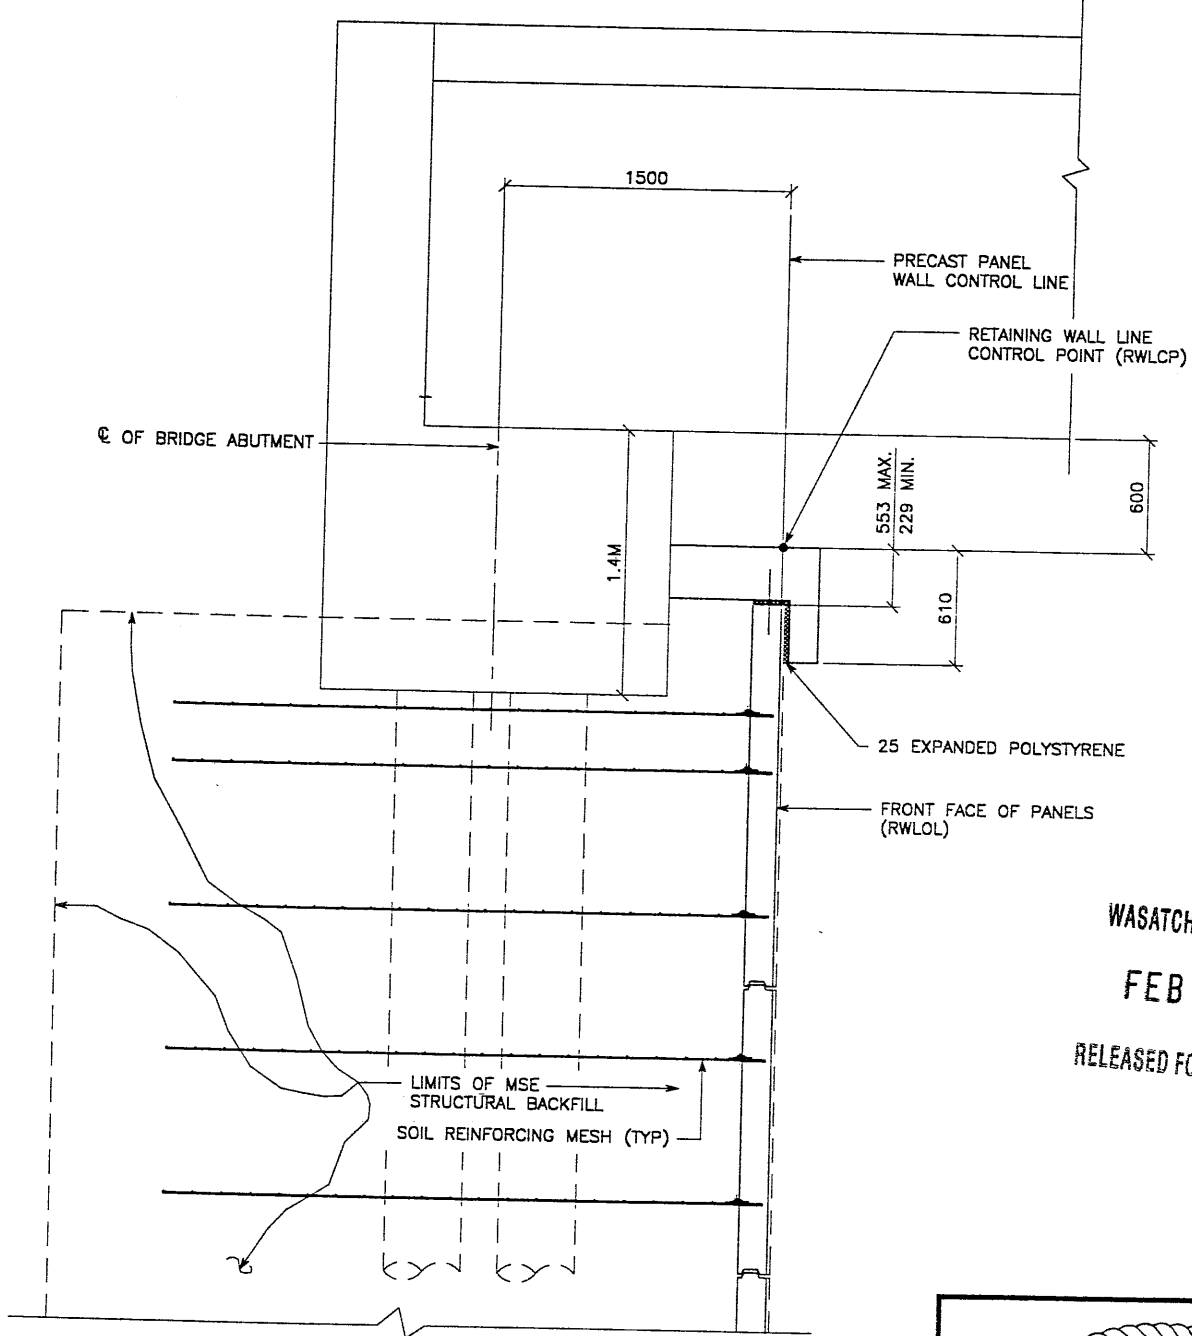 1500
PRECAST PANEL
WALL CONTROL LINE
RETAINING WALL LINE
CONTROL POINT (RWLCP)
℄ OF BRIDGE ABUTMENT
553 MAX.
229 MIN.
600
1.4M
610
25 EXPANDED POLYSTYRENE
FRONT FACE OF PANELS
(RWLOL)
WASATCH
FEB
RELEASED FO
LIMITS OF MSE
STRUCTURAL BACKFILL
SOIL REINFORCING MESH (TYP)